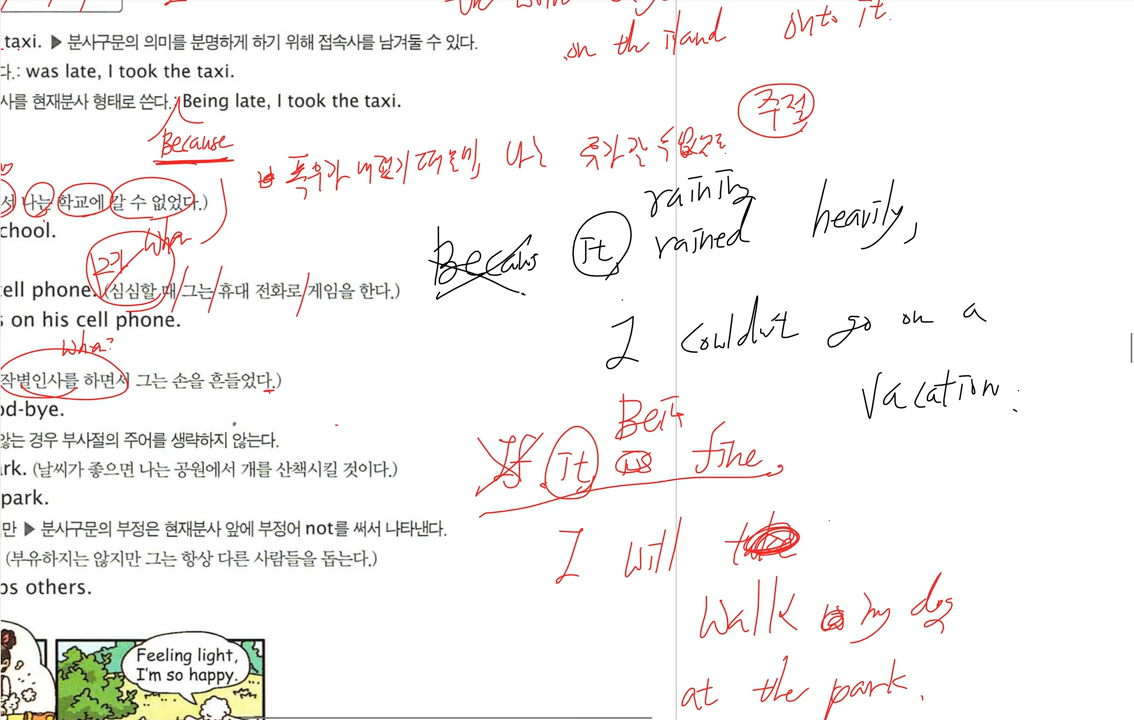 on the island onto it.
taxi. ▶ 분사구문의 의미를 분명하게 하기 위해 접속사를 남겨둘 수 있다.
다.: was late, I took the taxi.
사를 현재분사 형태로 쓴다.: Being late, I took the taxi.
주절
Because
폭우가 내렸기 때문에, 나는 휴가갈 수 없었다
서 나는 학교에 갈 수 없었다.)
raining
chool.
When
Becaus it rained heavily,
cell phone. (심심할 때 그는 휴대 전화로 게임을 한다.)
s on his cell phone.
I couldn't go on a
작별인사를 하면서 그는 손을 흔들었다.)
vacation.
od-bye.
Bein
않는 경우 부사절의 주어를 생략하지 않는다.
If it is fine,
ark. (날씨가 좋으면 나는 공원에서 개를 산책시킬 것이다.)
park.
만 ▶ 분사구문의 부정은 현재분사 앞에 부정어 not를 써서 나타낸다.
I will
(부유하지는 않지만 그는 항상 다른 사람들을 돕는다.)
ps others.
walk my dog
Feeling light,
I'm so happy.
at the park.